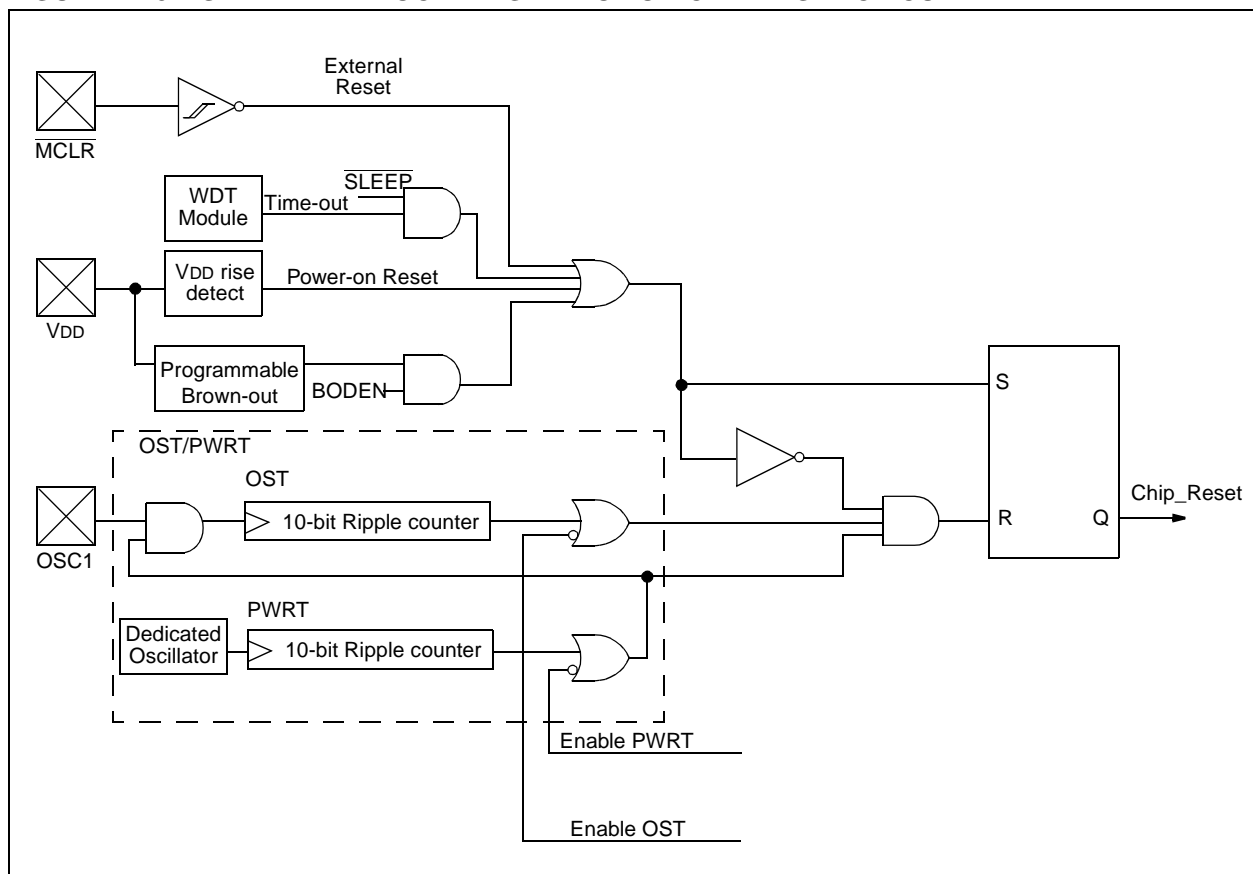 External
Reset
MCLR
SLEEP
WDT
Module
Time-out
VDD rise
detect
Power-on Reset
VDD
Programmable
Brown-out
BODEN
S
OST/PWRT
OST
10-bit Ripple counter
OSC1
Chip_Reset
R
Q
PWRT
Dedicated
Oscillator
10-bit Ripple counter
Enable PWRT
Enable OST